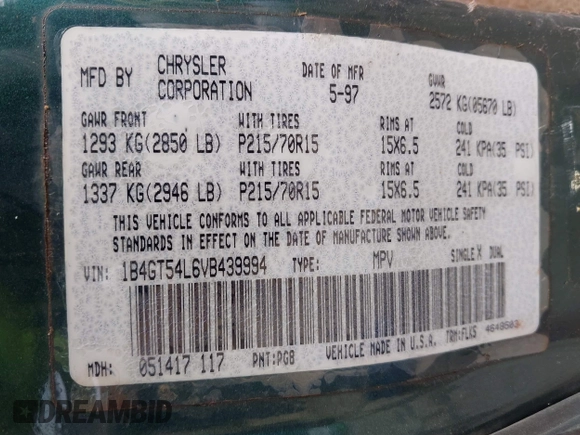 MFD BY CHRYSLER CORPORATION DATE OF MFR 5-97 GVWR 2572 KG(05670 LB)
GAWR FRONT WITH TIRES RIMS AT COLD
1293 KG(2850 LB) P215/70R15 15X6.5 241 KPA(35 PSI)
GAWR REAR WITH TIRES RIMS AT COLD
1337 KG(2946 LB) P215/70R15 15X6.5 241 KPA(35 PSI)
THIS VEHICLE CONFORMS TO ALL APPLICABLE FEDERAL MOTOR VEHICLE SAFETY
STANDARDS IN EFFECT ON THE DATE OF MANUFACTURE SHOWN ABOVE.
VIN: 1B4GT54L6VB439994 TYPE: MPV SINGLE X DUAL
MDH: 051417 117 PNT:PGB VEHICLE MADE IN U.S.A. TRM:FLK5
DREAMBID